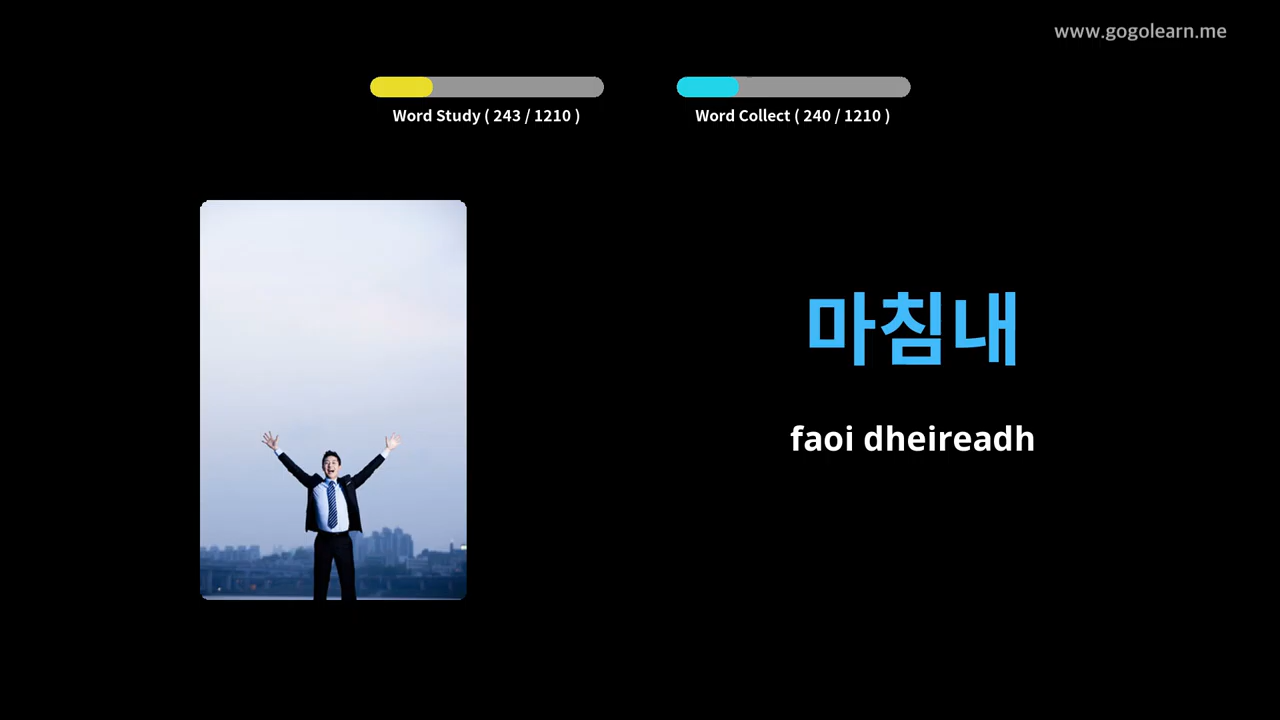 www.gogolearn.me
Word Study ( 243 / 1210 )
Word Collect ( 240 / 1210 )
마침내
faoi dheireadh